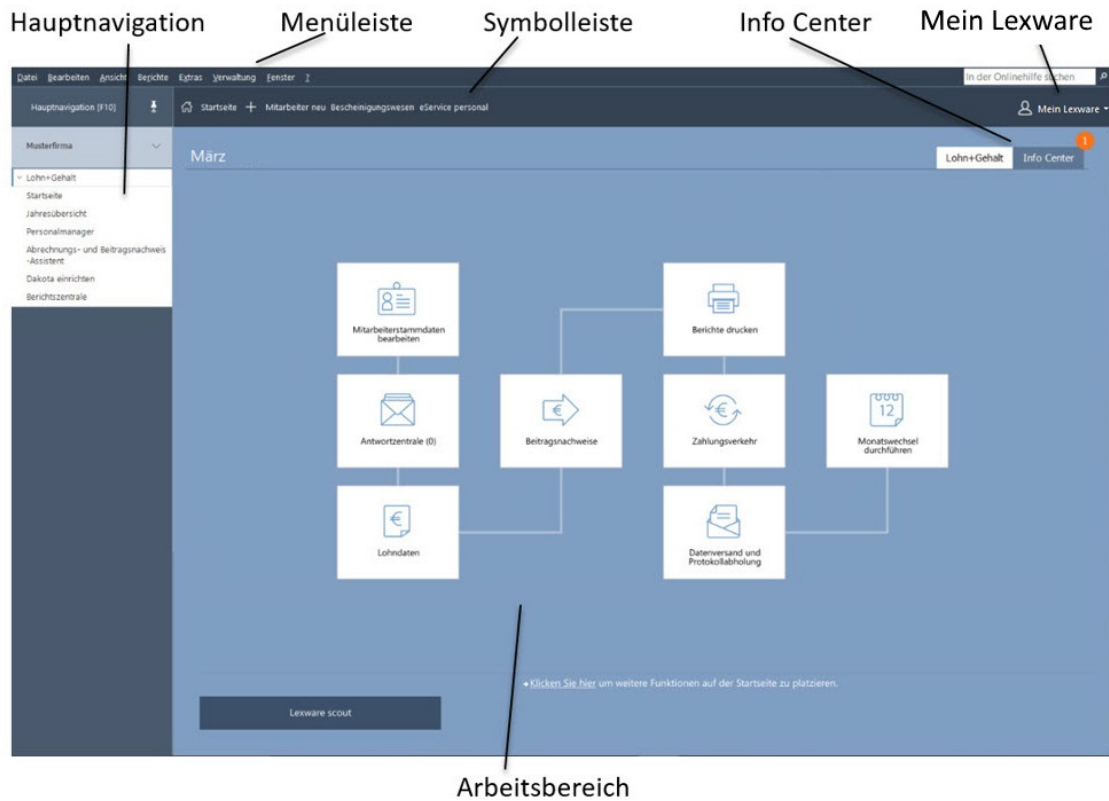 Hauptnavigation Menüleiste Symbolleiste Info Center Mein Lexware
Datei Bearbeiten Ansicht Berichte Extras Verwaltung Fenster ? In der Onlinehilfe suchen
Hauptnavigation [F10] Startseite + Mitarbeiter neu Bescheinigungswesen eService personal Mein Lexware
Musterfirma
März
Lohn+Gehalt Info Center 1
Lohn+Gehalt
Startseite
Jahresübersicht
Personalmanager
Abrechnungs- und Beitragsnachweis
-Assistent
Dakota einrichten
Berichtszentrale
Mitarbeiterstammdaten
bearbeiten
Antwortzentrale (0)
€
Lohndaten
€
Beitragsnachweise
Berichte drucken
€
Zahlungsverkehr
Datenversand und
Protokollabholung
12
Monatswechsel
durchführen
Klicken Sie hier um weitere Funktionen auf der Startseite zu platzieren.
Lexware scout
Arbeitsbereich